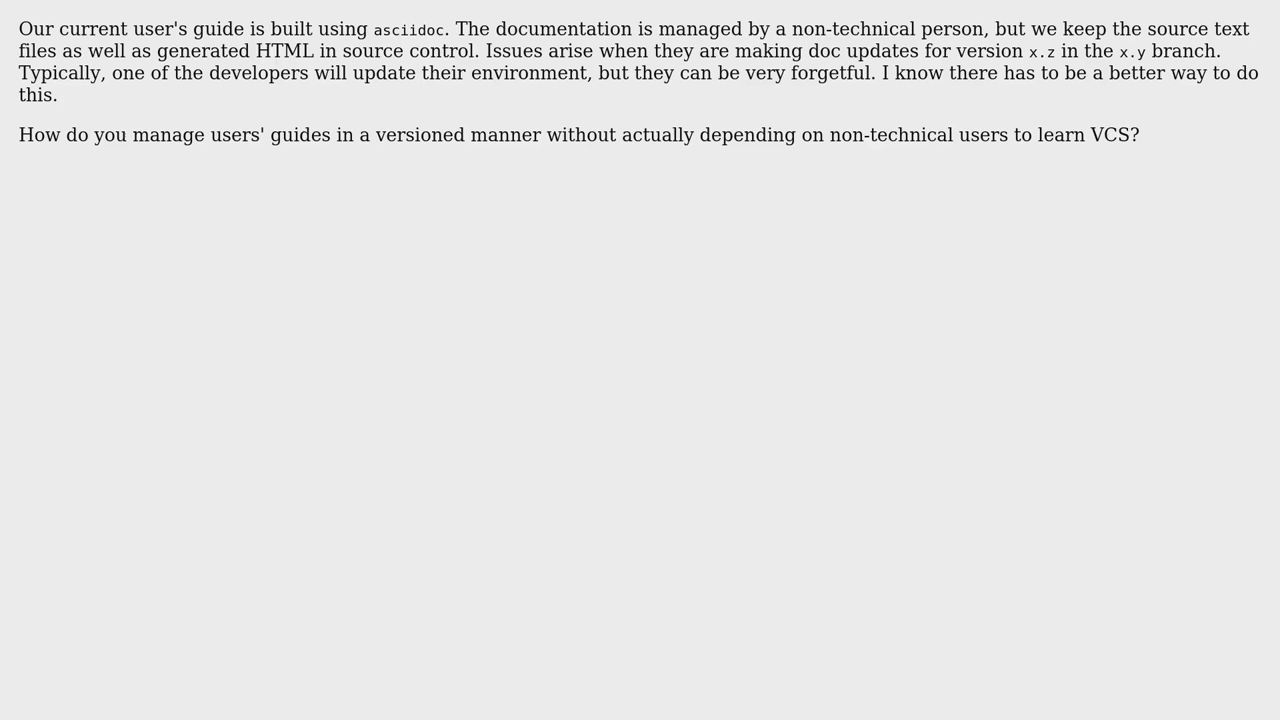 Our current user's guide is built using asciidoc. The documentation is managed by a non-technical person, but we keep the source text
files as well as generated HTML in source control. Issues arise when they are making doc updates for version x.z in the x.y branch.
Typically, one of the developers will update their environment, but they can be very forgetful. I know there has to be a better way to do
this.
How do you manage users' guides in a versioned manner without actually depending on non-technical users to learn VCS?